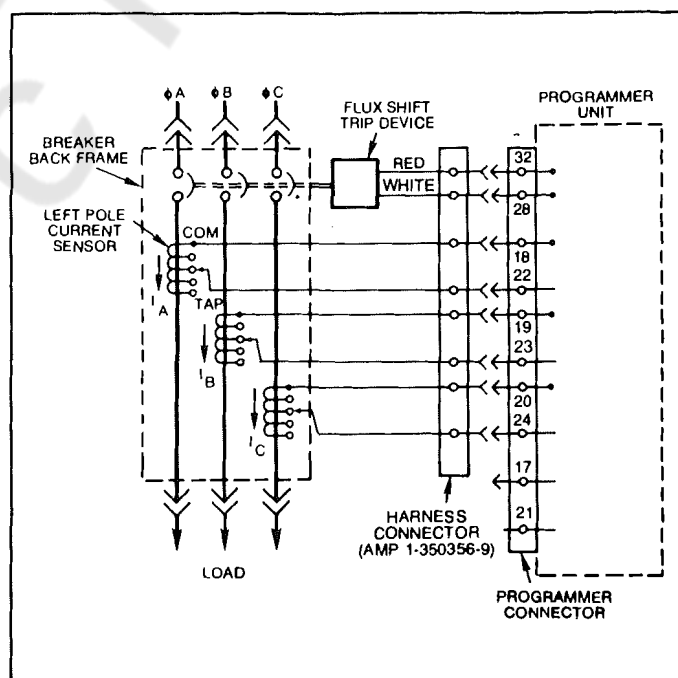 ϕA ϕB ϕC
FLUX SHIFT
TRIP DEVICE
PROGRAMMER
UNIT
BREAKER
BACK FRAME
RED
WHITE
32
28
LEFT POLE
CURRENT
SENSOR
COM
18
22
I A
TAP
19
23
I B
20
24
I C
17
21
HARNESS
CONNECTOR
(AMP 1-350356-9)
LOAD
PROGRAMMER
CONNECTOR